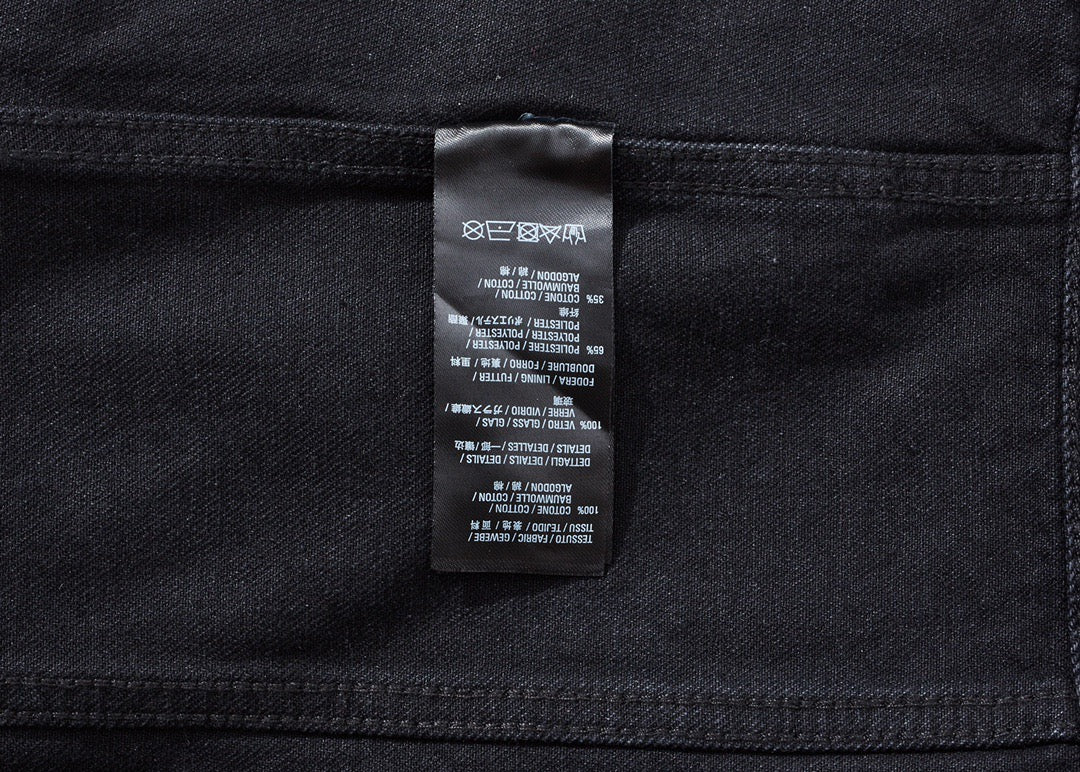 TESSUTO / FABRIC / GEWEBE /
TISSU / TEJIDO / 表地 / 面料
100% COTONE / COTTON /
BAUMWOLLE / COTTON /
ALGODON / 綿 / 棉
DETTAGLI / DETAILS / DETAILS /
DETAILS / DETALLES / 一部 / 镶边
100% VETRO / GLASS / GLAS /
VERRE / VIDRIO / ガラス繊維 /
玻璃
FODERA / LINING / FUTTER /
DOUBLURE / FORRO / 裏地 / 里料
65% POLIESTERE / POLYESTER /
POLYESTER / POLYESTER /
POLIESTER / ポリエステル / 聚酯
纤维
35% COTONE / COTTON /
BAUMWOLLE / COTTON /
ALGODON / 綿 / 棉